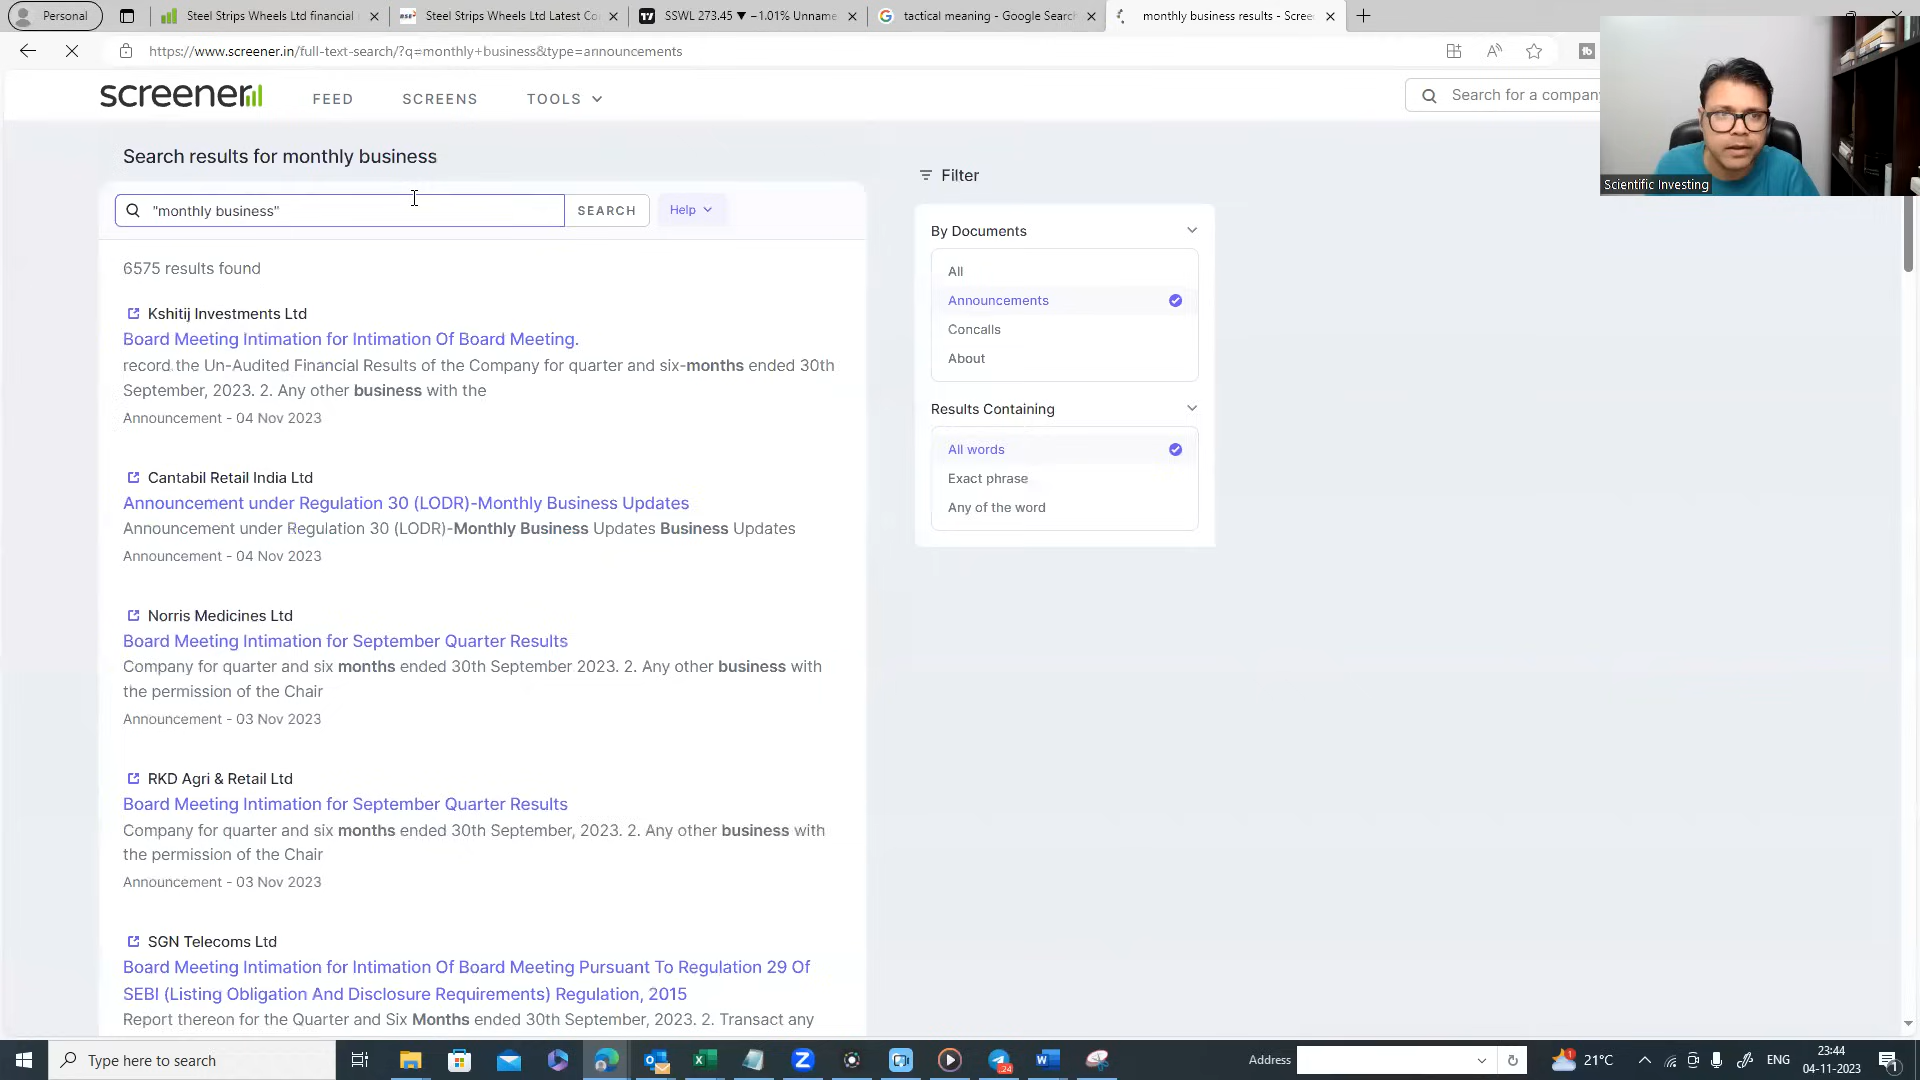 Personal
Steel Strips Wheels Ltd financial
Steel Strips Wheels Ltd Latest Co
SSWL 273.45 ▼ −1.01% Unname
tactical meaning - Google Search
monthly business results - Scree
https://www.screener.in/full-text-search/?q=monthly+business&type=announcements
screener
FEED
SCREENS
TOOLS
Search for a company
Scientific Investing
Search results for monthly business
"monthly business"
SEARCH
Help
6575 results found
Kshitij Investments Ltd
Board Meeting Intimation for Intimation Of Board Meeting.
record the Un-Audited Financial Results of the Company for quarter and six-months ended 30th
September, 2023. 2. Any other business with the
Announcement - 04 Nov 2023
Cantabil Retail India Ltd
Announcement under Regulation 30 (LODR)-Monthly Business Updates
Announcement under Regulation 30 (LODR)-Monthly Business Updates Business Updates
Announcement - 04 Nov 2023
Norris Medicines Ltd
Board Meeting Intimation for September Quarter Results
Company for quarter and six months ended 30th September 2023. 2. Any other business with
the permission of the Chair
Announcement - 03 Nov 2023
RKD Agri & Retail Ltd
Board Meeting Intimation for September Quarter Results
Company for quarter and six months ended 30th September, 2023. 2. Any other business with
the permission of the Chair
Announcement - 03 Nov 2023
SGN Telecoms Ltd
Board Meeting Intimation for Intimation Of Board Meeting Pursuant To Regulation 29 Of
SEBI (Listing Obligation And Disclosure Requirements) Regulation, 2015
Report thereon for the Quarter and Six Months ended 30th September, 2023. 2. Transact any
Filter
By Documents
All
Announcements
Concalls
About
Results Containing
All words
Exact phrase
Any of the word
Type here to search
Address
21°C
ENG
23:44
04-11-2023